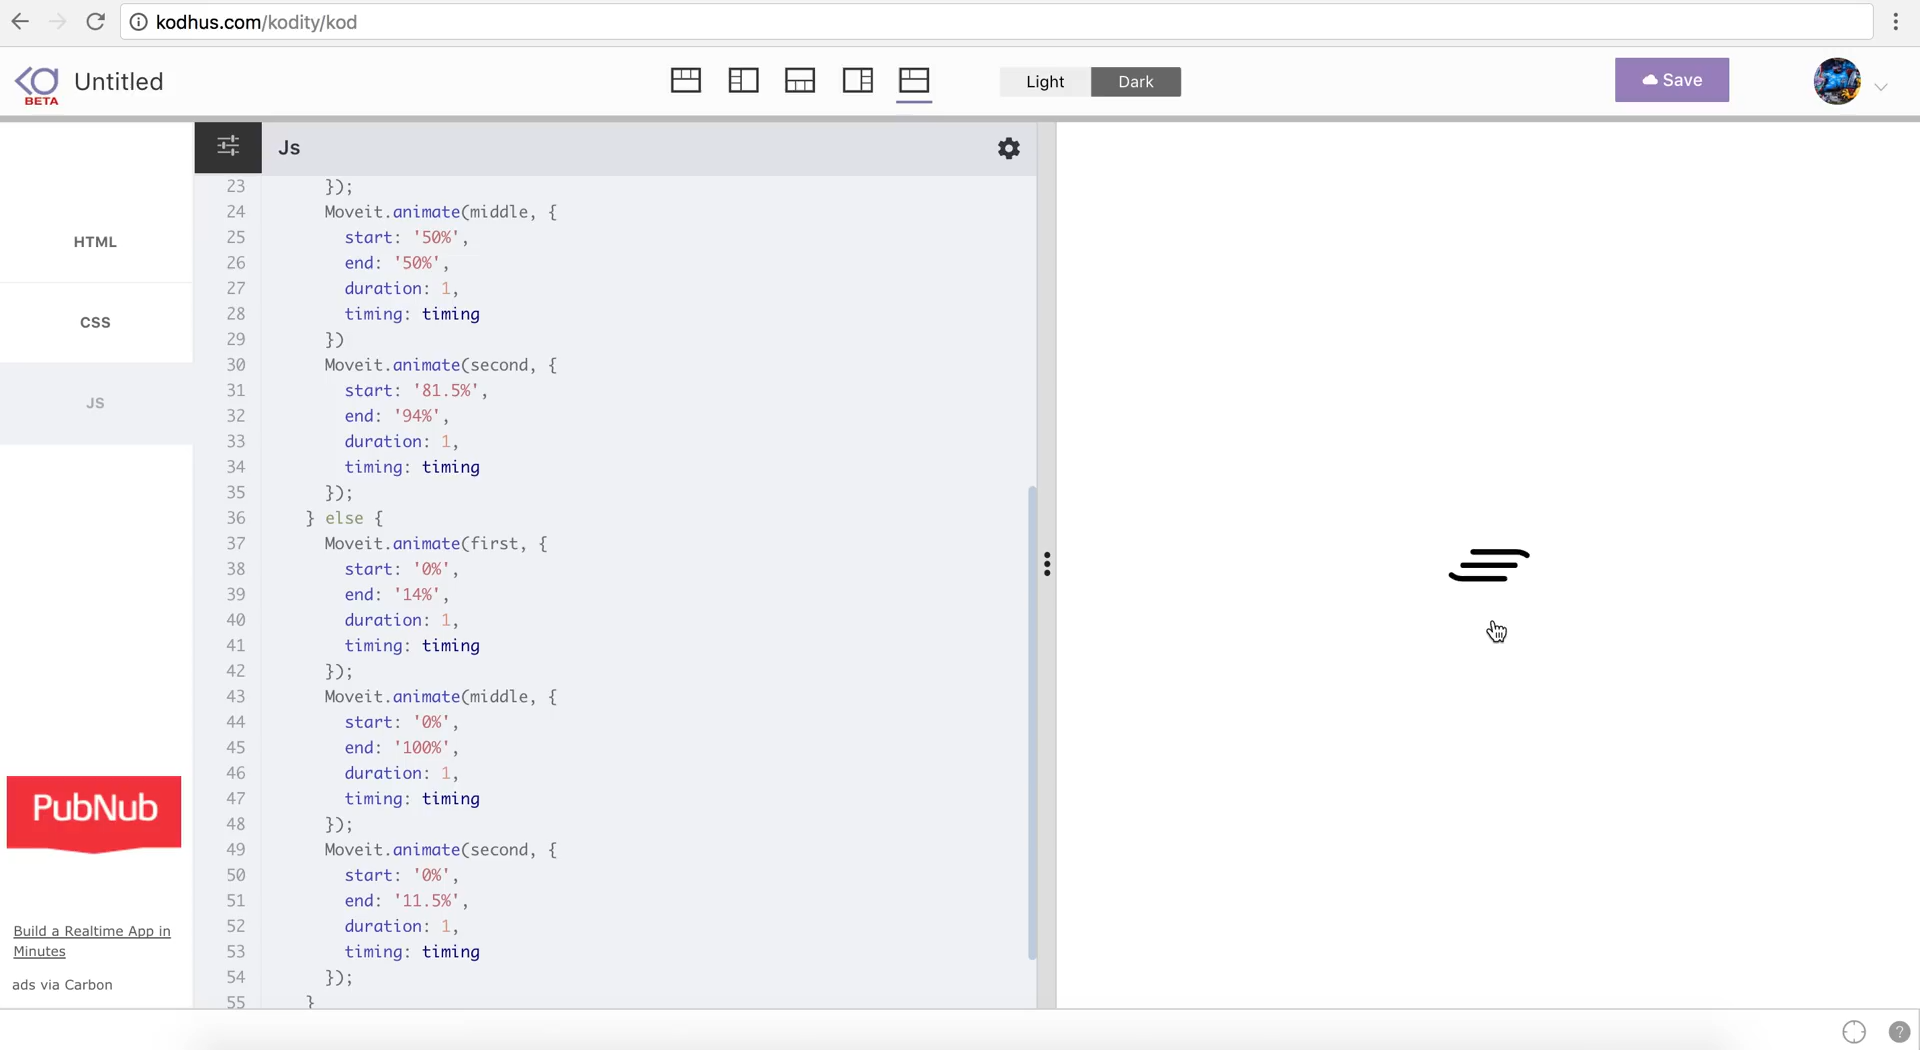 kodhus.com/kodity/kod
BETA
Untitled
Light
Dark
Save
HTML
CSS
JS
PubNub
Build a Realtime App in
Minutes
ads via Carbon
Js
23 });
24 Moveit.animate(middle, {
25 start: '50%',
26 end: '50%',
27 duration: 1,
28 timing: timing
29 })
30 Moveit.animate(second, {
31 start: '81.5%',
32 end: '94%',
33 duration: 1,
34 timing: timing
35 });
36 } else {
37 Moveit.animate(first, {
38 start: '0%',
39 end: '14%',
40 duration: 1,
41 timing: timing
42 });
43 Moveit.animate(middle, {
44 start: '0%',
45 end: '100%',
46 duration: 1,
47 timing: timing
48 });
49 Moveit.animate(second, {
50 start: '0%',
51 end: '11.5%',
52 duration: 1,
53 timing: timing
54 });
55 }
?